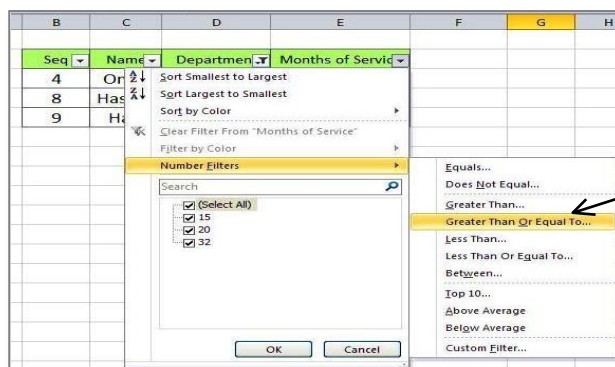 B C D E F G H
Seq Name Departmen Months of Servic
4 Or
8 Has
9 Ha
Sort Smallest to Largest
Sort Largest to Smallest
Sort by Color
Clear Filter From "Months of Service"
Filter by Color
Number Filters
Search
(Select All)
15
20
32
OK Cancel
Equals...
Does Not Equal...
Greater Than...
Greater Than Or Equal To...
Less Than...
Less Than Or Equal To...
Between...
Top 10...
Above Average
Below Average
Custom Filter...